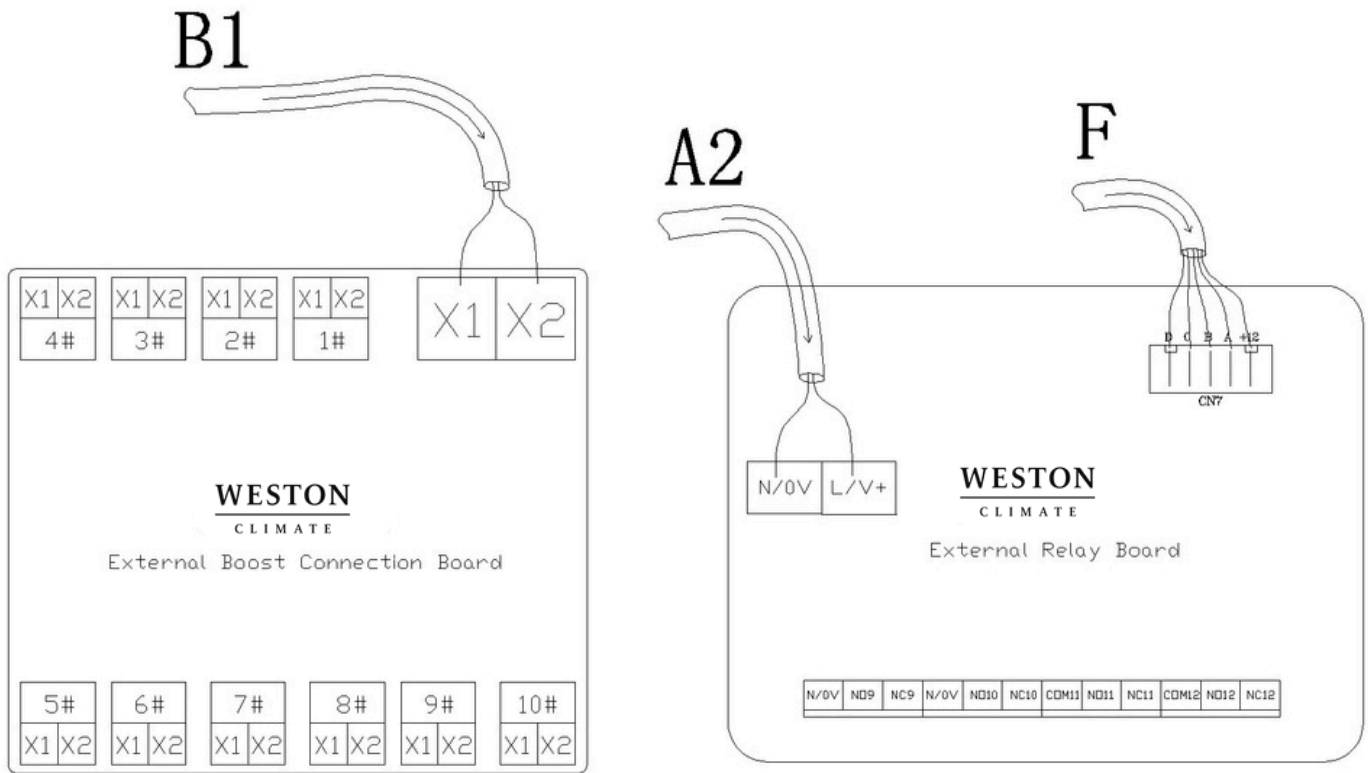 B1
A2
F
X1 X2 X1 X2 X1 X2 X1 X2
4# 3# 2# 1#
X1 X2
D C B A +12
CN7
N/0V L/V+
WESTON
CLIMATE
External Boost Connection Board
WESTON
CLIMATE
External Relay Board
5# 6# 7# 8# 9# 10#
X1 X2 X1 X2 X1 X2 X1 X2 X1 X2 X1 X2
N/0V NO9 NC9 N/0V NO10 NC10 COM11 NO11 NC11 COM12 NO12 NC12